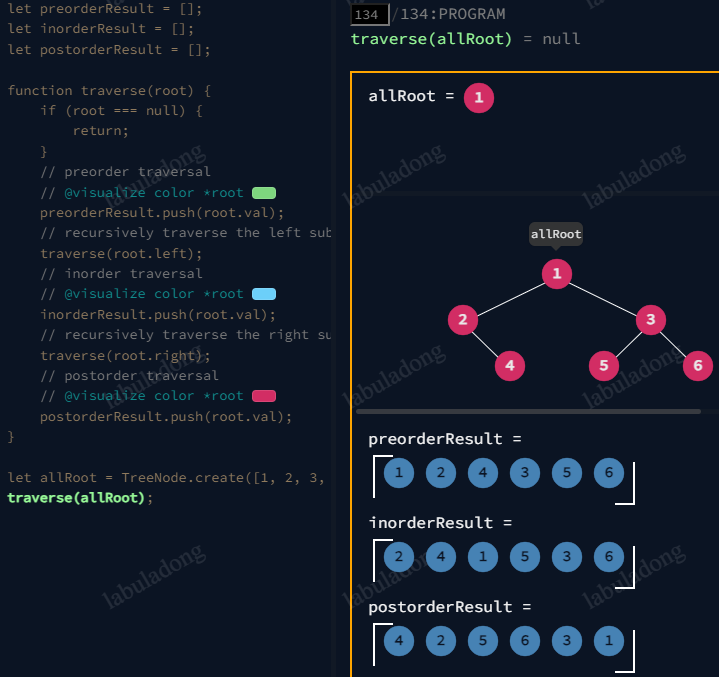 let preorderResult = [];
let inorderResult = [];
let postorderResult = [];
function traverse(root) {
if (root === null) {
return;
}
// preorder traversal
// @visualize color *root
preorderResult.push(root.val);
// recursively traverse the left sub
traverse(root.left);
// inorder traversal
// @visualize color *root
inorderResult.push(root.val);
// recursively traverse the right su
traverse(root.right);
// postorder traversal
// @visualize color *root
postorderResult.push(root.val);
}
let allRoot = TreeNode.create([1, 2, 3,
traverse(allRoot);
134/134:PROGRAM
traverse(allRoot) = null
allRoot = 1
allRoot
1
2 3
4 5 6
preorderResult =
1 2 4 3 5 6
inorderResult =
2 4 1 5 3 6
postorderResult =
4 2 5 6 3 1
labuladong
labuladong
labuladong
labuladong
labuladong
labuladong
labuladong
labuladong
labuladong